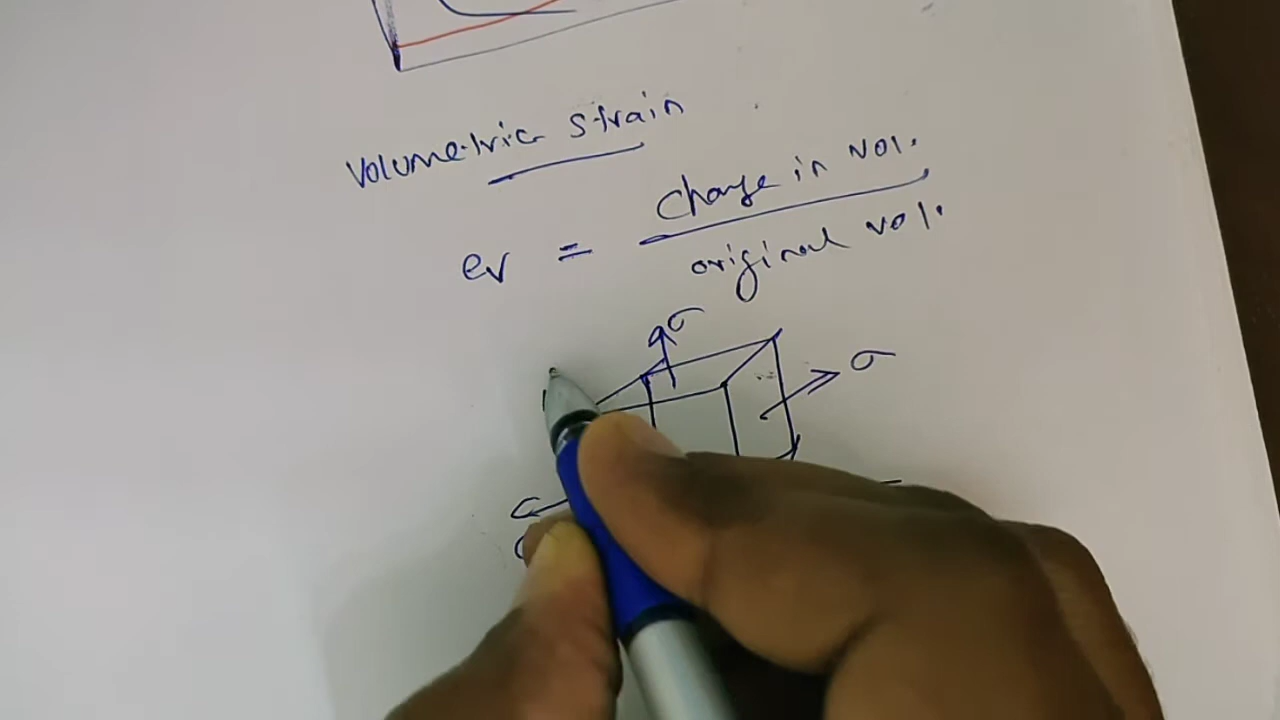 Volumetric strain
ev = change in vol.
original vol.
σ
σ